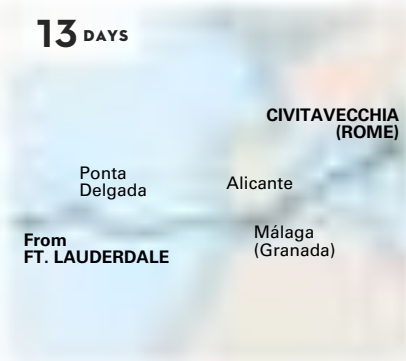 13 DAYS
CIVITAVECCHIA
(ROME)
Ponta
Delgada
Alicante
From
FT. LAUDERDALE
Málaga
(Granada)